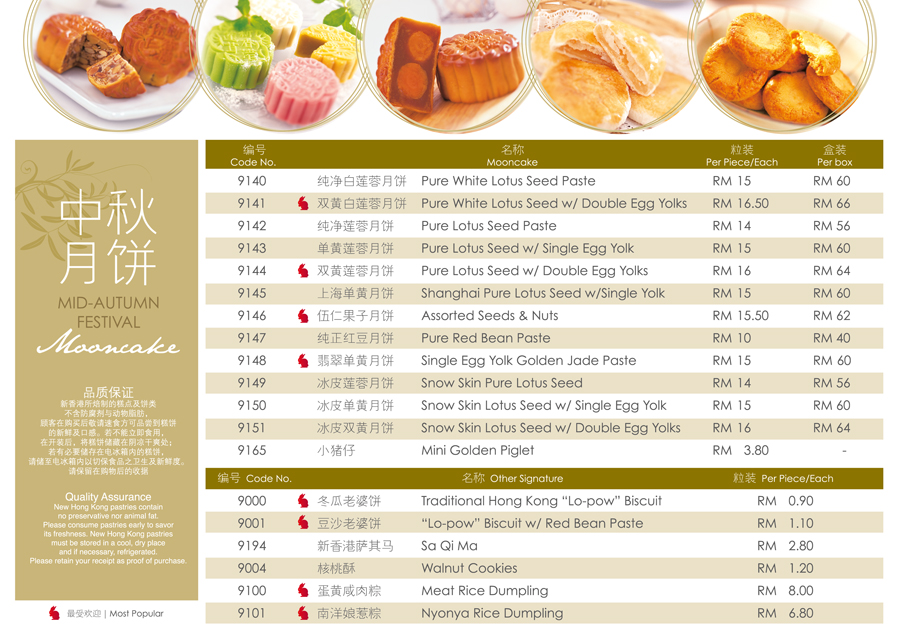 中秋
月饼
MID-AUTUMN
FESTIVAL
Mooncake
品质保证
新香港所焙制的糕点及饼类
不含防腐剂与动物脂肪，
顾客在购买后敬请速食方可品尝到糕饼
的新鲜及口感。若不能立即食用，
在开装后，将糕饼储藏在阴凉干爽处；
若有必要储存在电冰箱内的糕饼，
请储至电冰箱内以切保食品之卫生及新鲜度。
请保留在购物后的收据
Quality Assurance
New Hong Kong pastries contain
no preservative nor animal fat.
Please consume pastries early to savor
its freshness. New Hong Kong pastries
must be stored in a cool, dry place
and if necessary, refrigerated.
Please retain your receipt as proof of purchase.
最受欢迎 | Most Popular
编号 名称 粒装 盒装
Code No. Mooncake Per Piece/Each Per box
9140 纯净白莲蓉月饼 Pure White Lotus Seed Paste RM 15 RM 60
9141 双黄白莲蓉月饼 Pure White Lotus Seed w/ Double Egg Yolks RM 16.50 RM 66
9142 纯净莲蓉月饼 Pure Lotus Seed Paste RM 14 RM 56
9143 单黄莲蓉月饼 Pure Lotus Seed w/ Single Egg Yolk RM 15 RM 60
9144 双黄莲蓉月饼 Pure Lotus Seed w/ Double Egg Yolks RM 16 RM 64
9145 上海单黄月饼 Shanghai Pure Lotus Seed w/Single Yolk RM 15 RM 60
9146 伍仁果子月饼 Assorted Seeds & Nuts RM 15.50 RM 62
9147 纯正红豆月饼 Pure Red Bean Paste RM 10 RM 40
9148 翡翠单黄月饼 Single Egg Yolk Golden Jade Paste RM 15 RM 60
9149 冰皮莲蓉月饼 Snow Skin Pure Lotus Seed RM 14 RM 56
9150 冰皮单黄月饼 Snow Skin Lotus Seed w/ Single Egg Yolk RM 15 RM 60
9151 冰皮双黄月饼 Snow Skin Lotus Seed w/ Double Egg Yolks RM 16 RM 64
9165 小猪仔 Mini Golden Piglet RM 3.80 -
编号 Code No. 名称 Other Signature 粒装 Per Piece/Each
9000 冬瓜老婆饼 Traditional Hong Kong “Lo-pow” Biscuit RM 0.90
9001 豆沙老婆饼 “Lo-pow” Biscuit w/ Red Bean Paste RM 1.10
9194 新香港萨其马 Sa Qi Ma RM 2.80
9004 核桃酥 Walnut Cookies RM 1.20
9100 蛋黄咸肉粽 Meat Rice Dumpling RM 8.00
9101 南洋娘惹粽 Nyonya Rice Dumpling RM 6.80